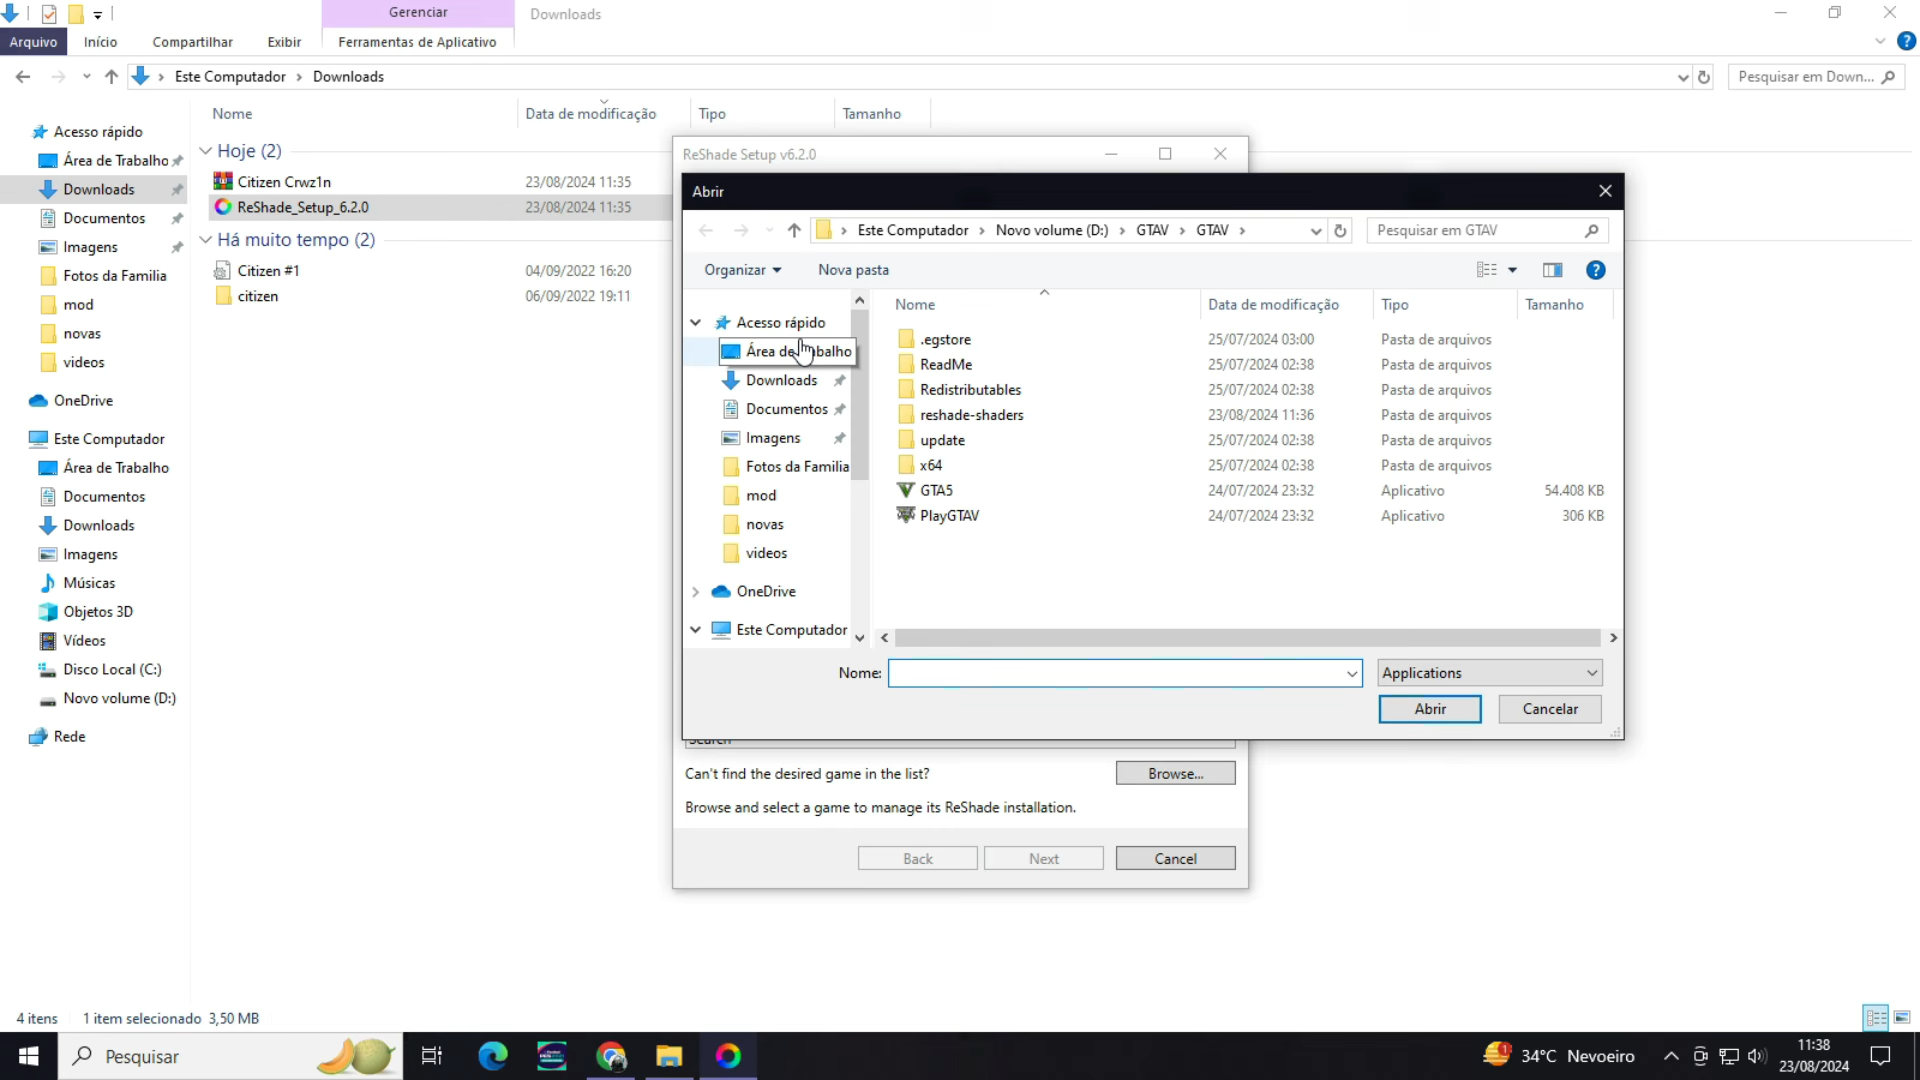 Gerenciar
Downloads
Arquivo Início Compartilhar Exibir Ferramentas de Aplicativo
Este Computador Downloads
Pesquisar em Down...
Nome Data de modificação Tipo Tamanho
Acesso rápido
Área de Trabalho
Downloads
Documentos
Imagens
Fotos da Familia
mod
novas
videos
OneDrive
Este Computador
Área de Trabalho
Documentos
Downloads
Imagens
Músicas
Objetos 3D
Vídeos
Disco Local (C:)
Novo volume (D:)
Rede
Hoje (2)
Citizen Crwz1n 23/08/2024 11:35
ReShade_Setup_6.2.0 23/08/2024 11:35
Há muito tempo (2)
Citizen #1 04/09/2022 16:20
citizen 06/09/2022 19:11
ReShade Setup v6.2.0
Abrir
Este Computador Novo volume (D:) GTAV GTAV
Pesquisar em GTAV
Organizar Nova pasta
Acesso rápido
Área de Trabalho
Downloads
Documentos
Imagens
Fotos da Familia
mod
novas
videos
OneDrive
Este Computador
Nome Data de modificação Tipo Tamanho
.egstore 25/07/2024 03:00 Pasta de arquivos
ReadMe 25/07/2024 02:38 Pasta de arquivos
Redistributables 25/07/2024 02:38 Pasta de arquivos
reshade-shaders 23/08/2024 11:36 Pasta de arquivos
update 25/07/2024 02:38 Pasta de arquivos
x64 25/07/2024 02:38 Pasta de arquivos
GTA5 24/07/2024 23:32 Aplicativo 54.408 KB
PlayGTAV 24/07/2024 23:32 Aplicativo 306 KB
Nome: Applications
Abrir Cancelar
Search
Can't find the desired game in the list? Browse...
Browse and select a game to manage its ReShade installation.
Back Next Cancel
4 itens 1 item selecionado 3,50 MB
Pesquisar
34°C Nevoeiro
11:38
23/08/2024